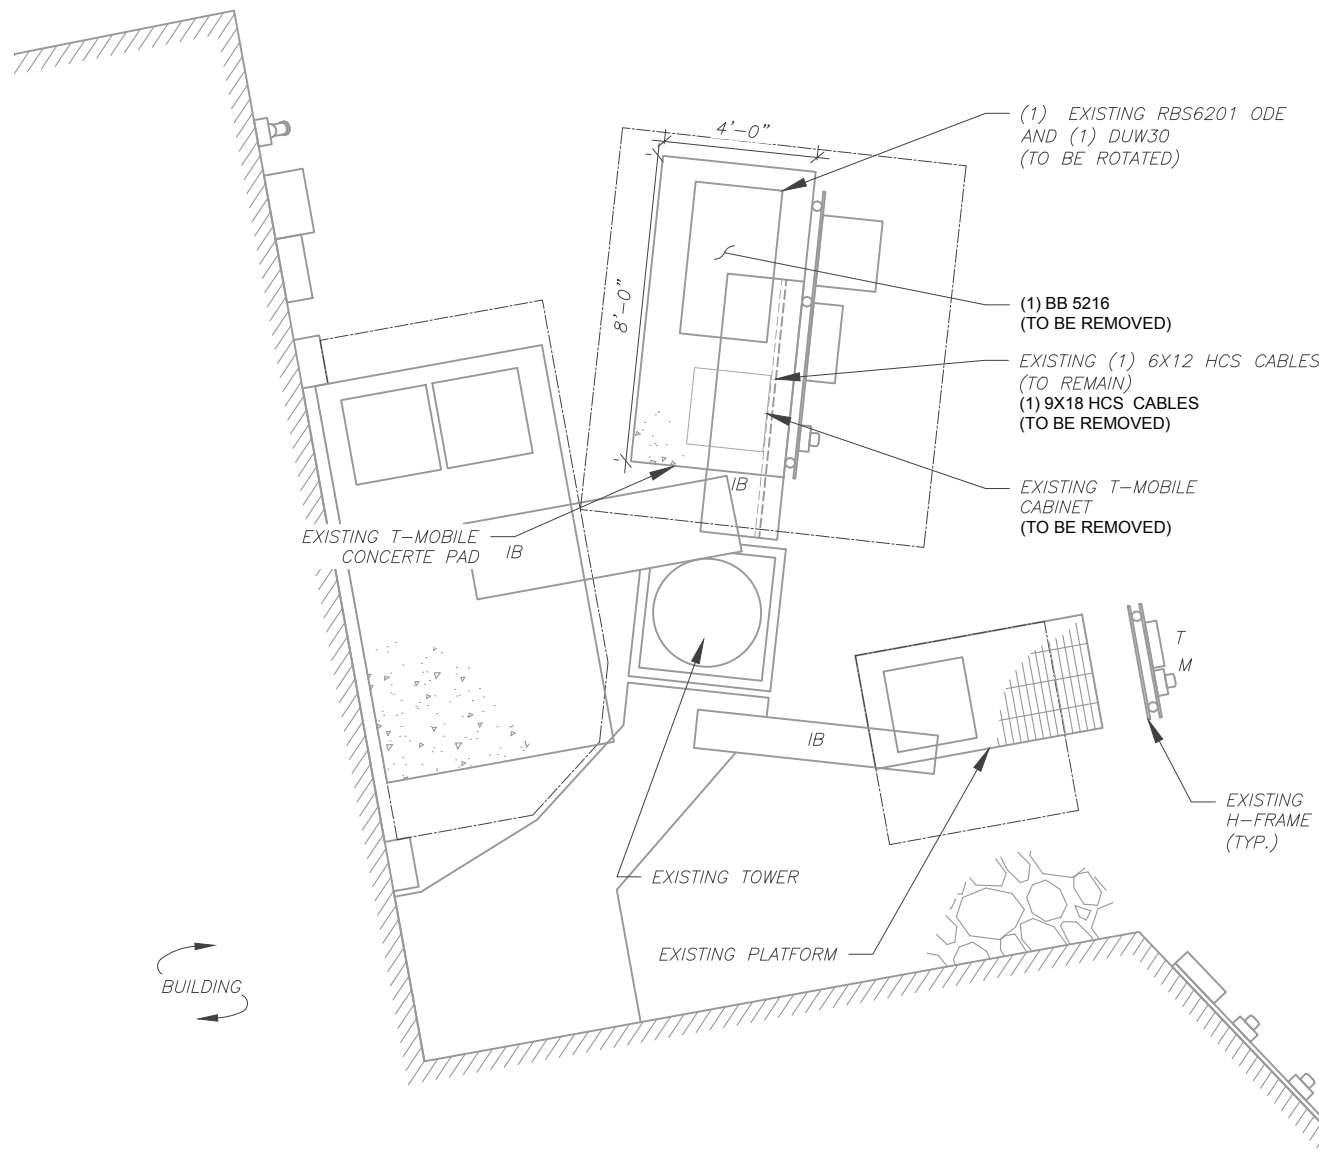 4'-0"
8'-0"
(1) EXISTING RBS6201 ODE
AND (1) DUW30
(TO BE ROTATED)
(1) BB 5216
(TO BE REMOVED)
EXISTING (1) 6X12 HCS CABLES
(TO REMAIN)
(1) 9X18 HCS CABLES
(TO BE REMOVED)
EXISTING T-MOBILE
CABINET
(TO BE REMOVED)
IB
EXISTING T-MOBILE
CONCERTE PAD
IB
T
M
IB
EXISTING
H-FRAME
(TYP.)
EXISTING TOWER
EXISTING PLATFORM
BUILDING